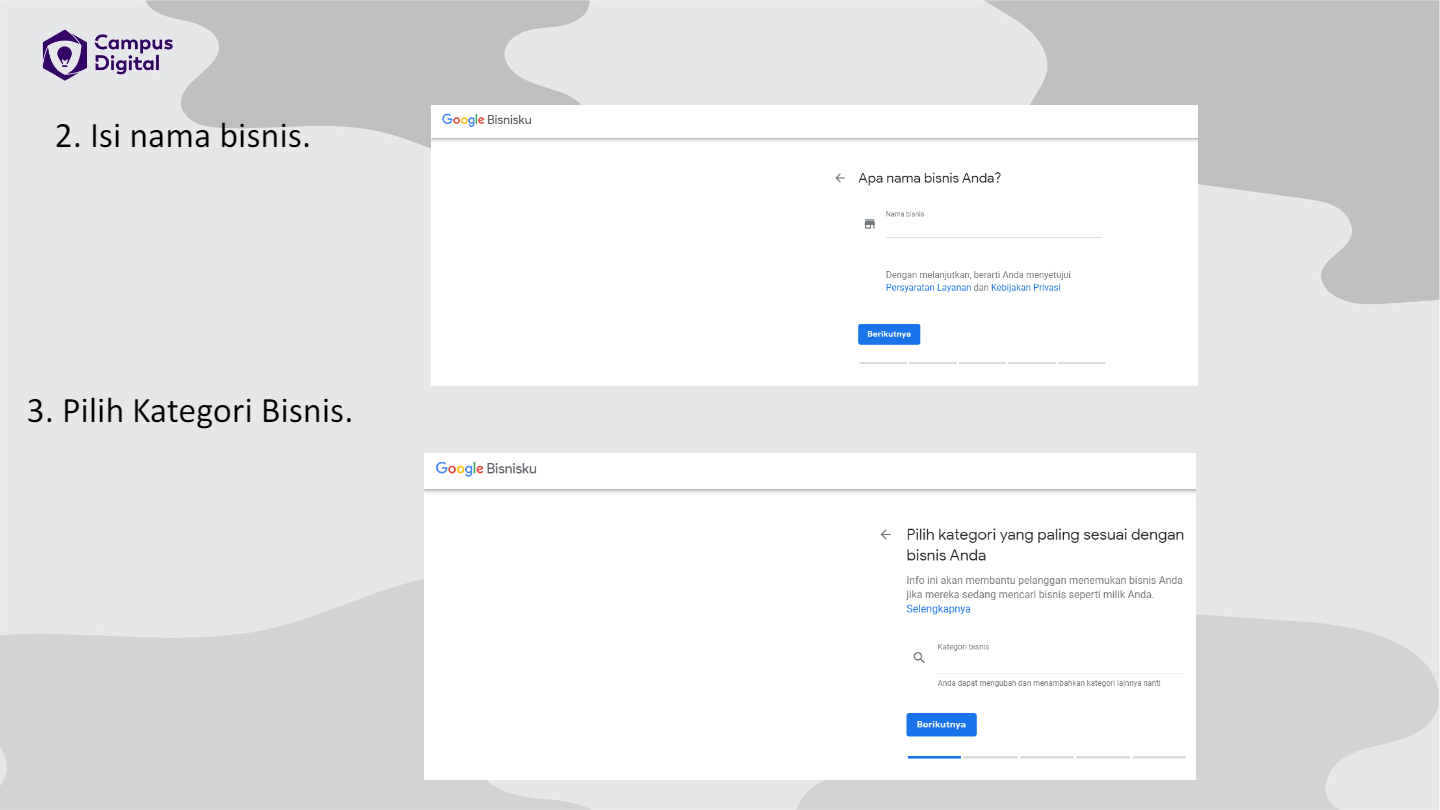 Campus
Digital
2. Isi nama bisnis.
Google Bisnisku
Apa nama bisnis Anda?
Nama bisnis
Dengan melanjutkan, berarti Anda menyetujui
Persyaratan Layanan dan Kebijakan Privasi
Berikutnya
3. Pilih Kategori Bisnis.
Google Bisnisku
Pilih kategori yang paling sesuai dengan
bisnis Anda
Info ini akan membantu pelanggan menemukan bisnis Anda
jika mereka sedang mencari bisnis seperti milik Anda.
Selengkapnya
Kategori bisnis
Anda dapat mengubah dan menambahkan kategori lainnya nanti
Berikutnya